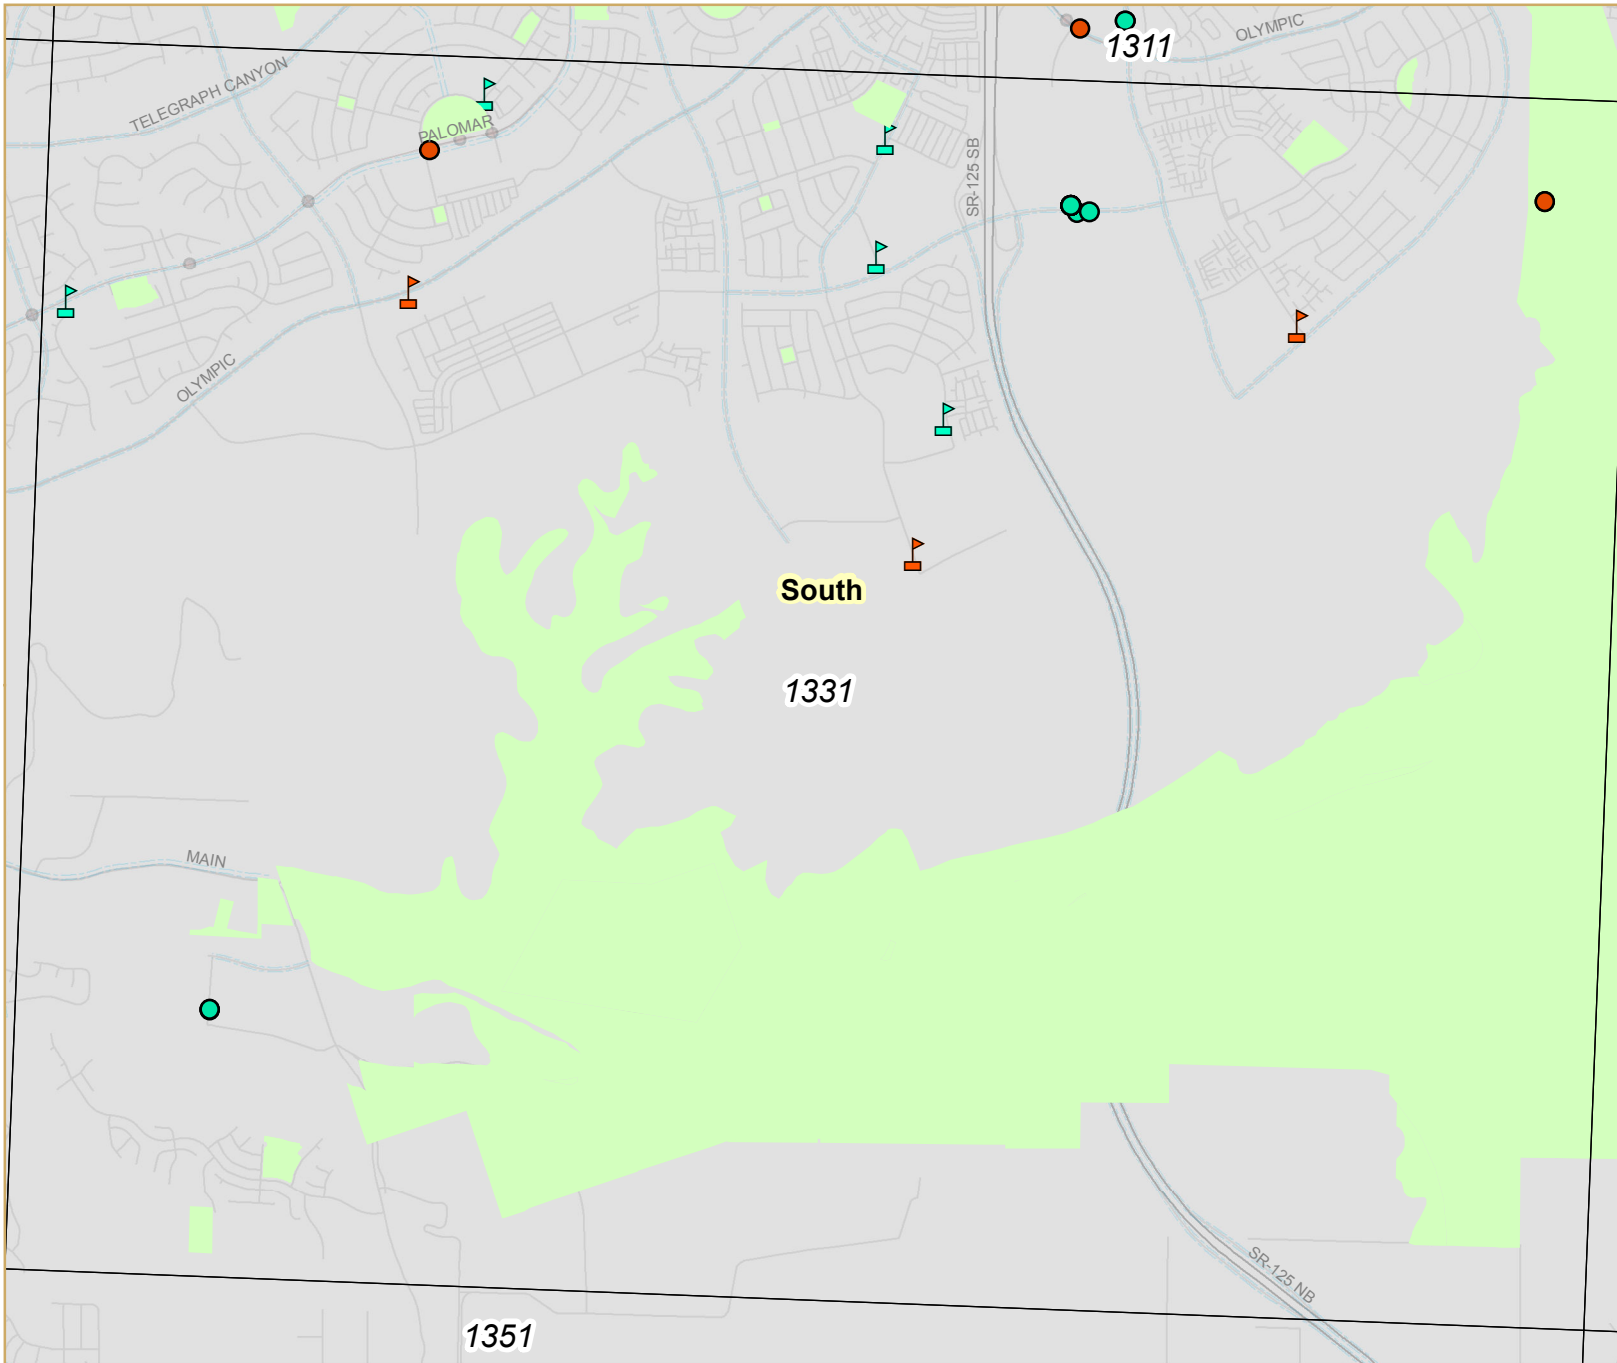 OLYMPIC
1311
TELEGRAPH CANYON
PALOMAR
SR-125 SB
OLYMPIC
South
1331
MAIN
SR-125 NB
1351